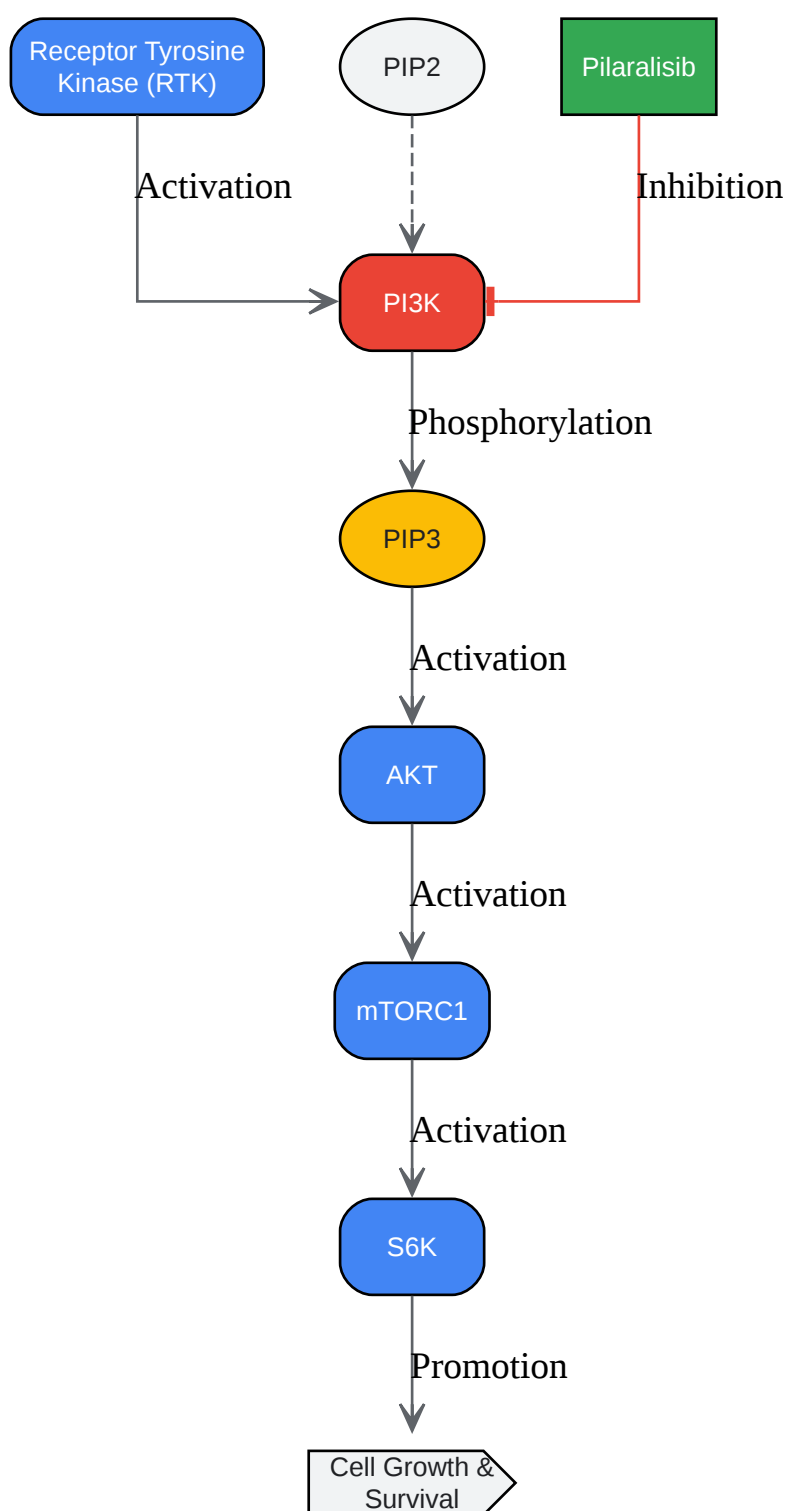 Receptor Tyrosine
Kinase (RTK)
PIP2
Pilaralisib
Activation
Inhibition
PI3K
Phosphorylation
PIP3
Activation
AKT
Activation
mTORC1
Activation
S6K
Promotion
Cell Growth &
Survival